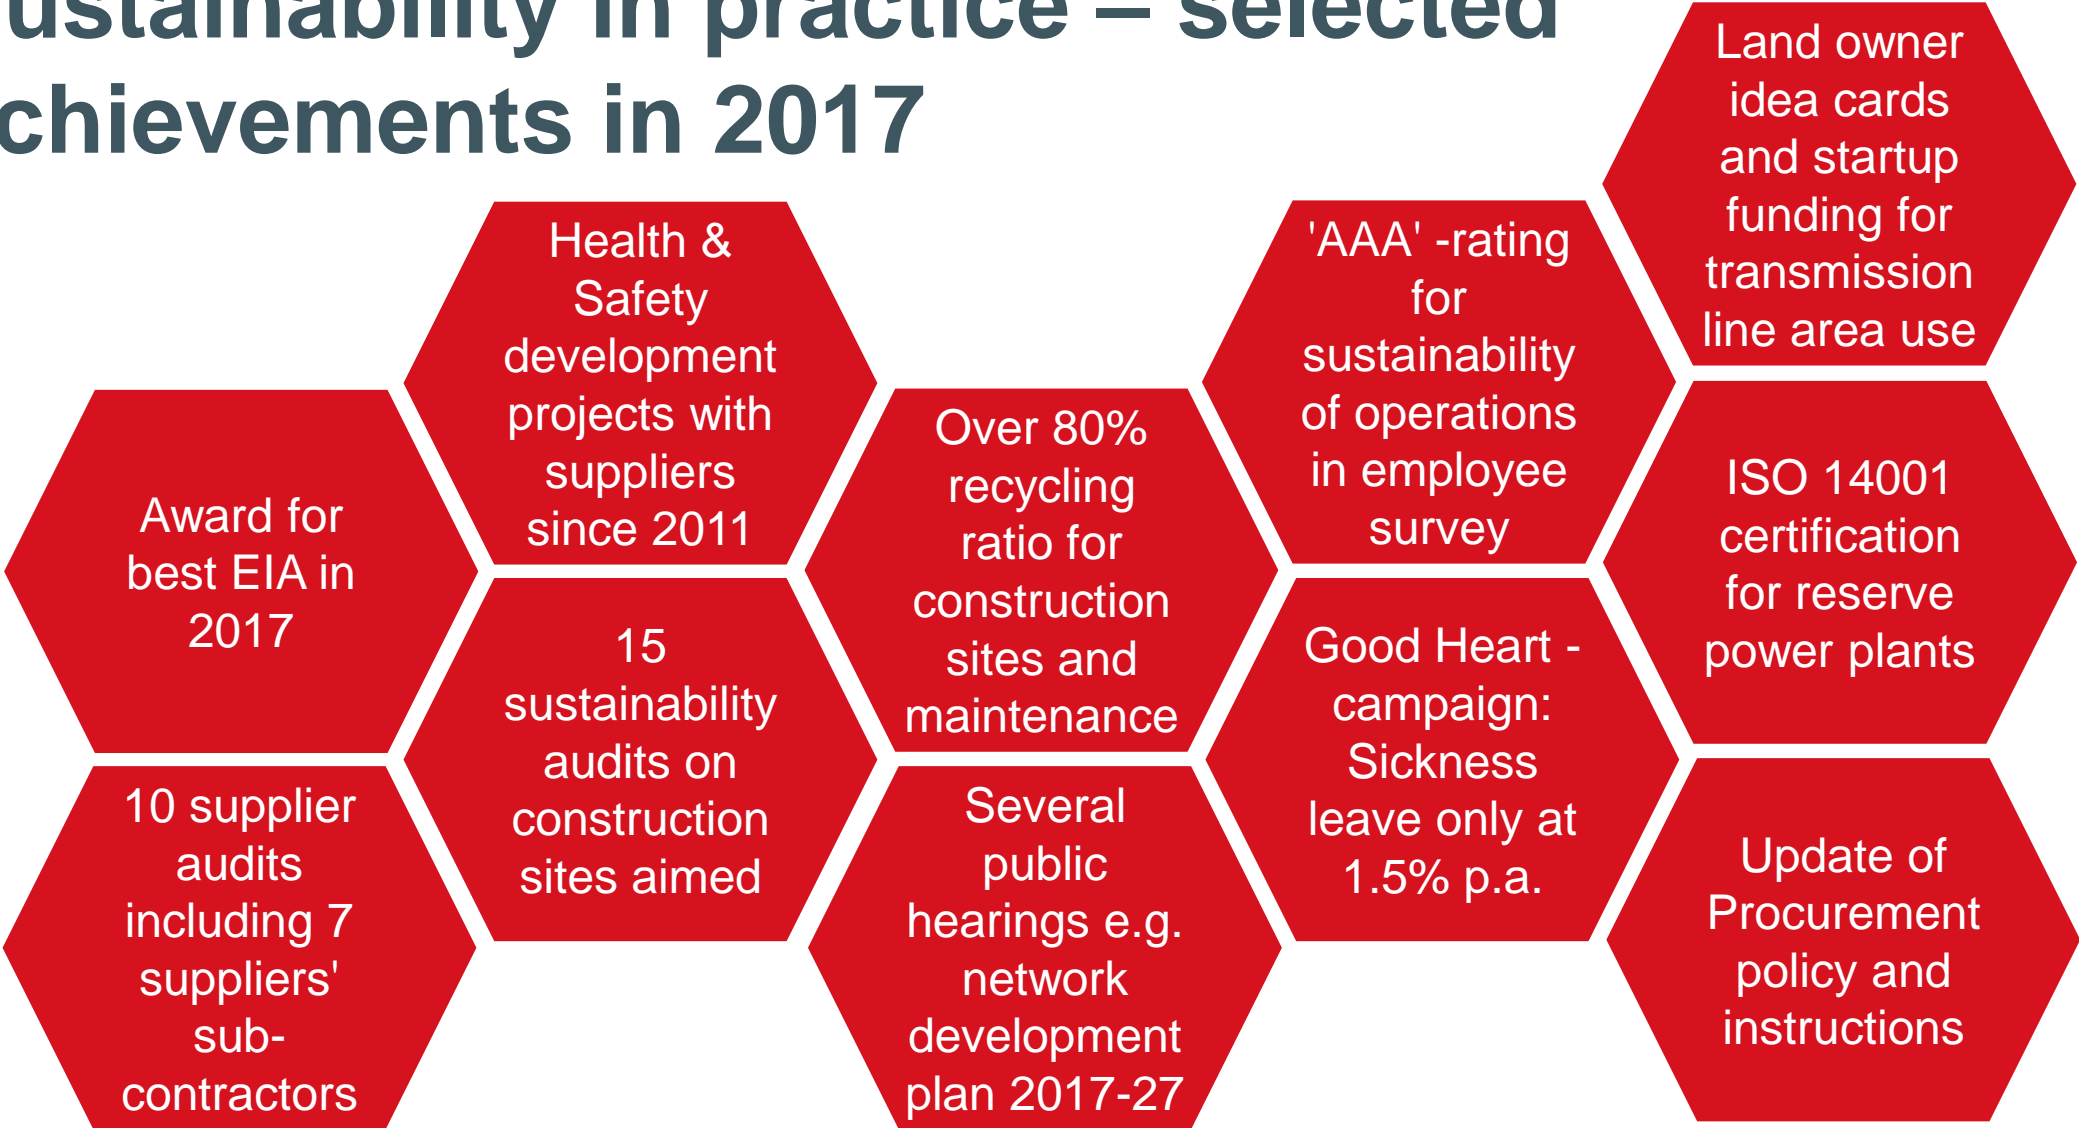 ustainability in practice – selected
chievements in 2017
Award for
best EIA in
2017
10 supplier
audits
including 7
suppliers'
sub-
contractors
Health &
Safety
development
projects with
suppliers
since 2011
15
sustainability
audits on
construction
sites aimed
Over 80%
recycling
ratio for
construction
sites and
maintenance
Several
public
hearings e.g.
network
development
plan 2017-27
'AAA' -rating
for
sustainability
of operations
in employee
survey
Good Heart -
campaign:
Sickness
leave only at
1.5% p.a.
Land owner
idea cards
and startup
funding for
transmission
line area use
ISO 14001
certification
for reserve
power plants
Update of
Procurement
policy and
instructions